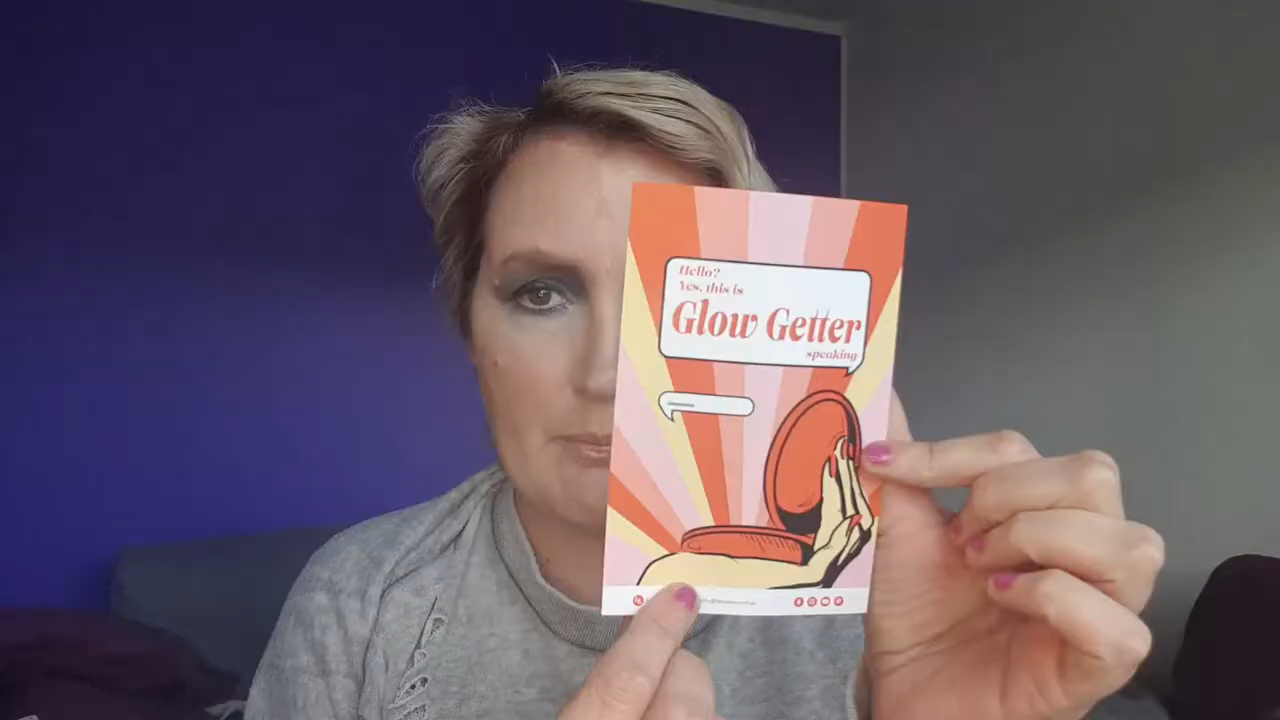 Hello?
Yes, this is
Glow Getter
speaking